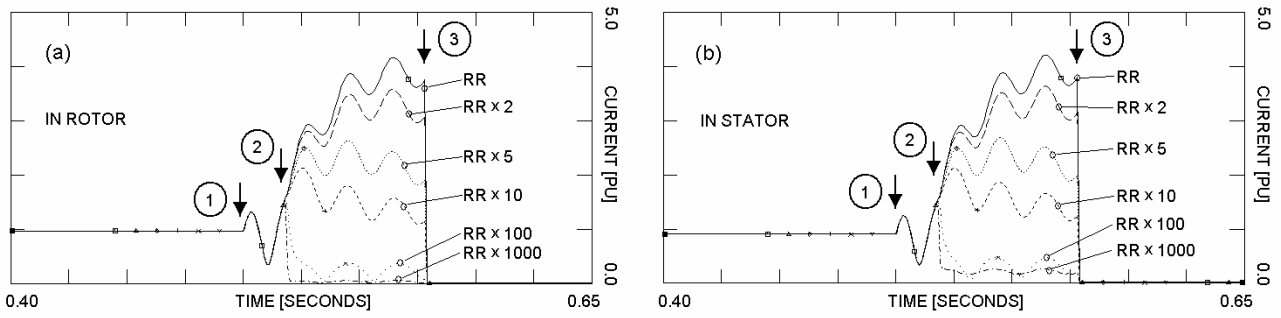 (a)
IN ROTOR
1
2
3
RR
RR × 2
RR × 5
RR × 10
RR × 100
RR × 1000
5.0
CURRENT [PU]
0.0
0.40
TIME [SECONDS]
0.65
(b)
IN STATOR
1
2
3
RR
RR × 2
RR × 5
RR × 10
RR × 100
RR × 1000
5.0
CURRENT [PU]
0.0
0.40
TIME [SECONDS]
0.65